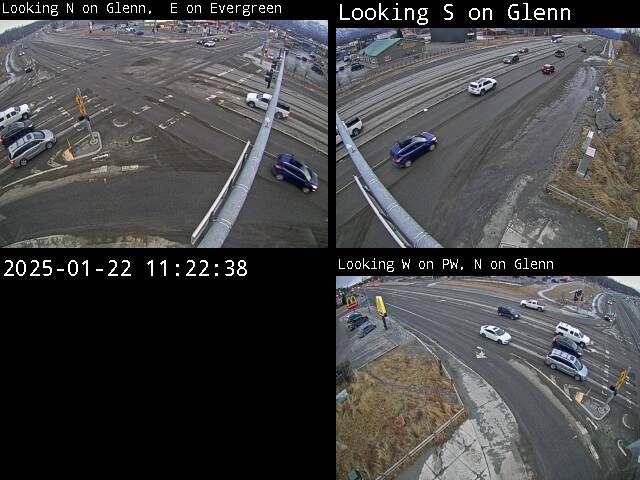 Looking N on Glenn,  E on Evergreen
Looking S on Glenn
2025-01-22 11:22:38
Looking W on PW, N on Glenn